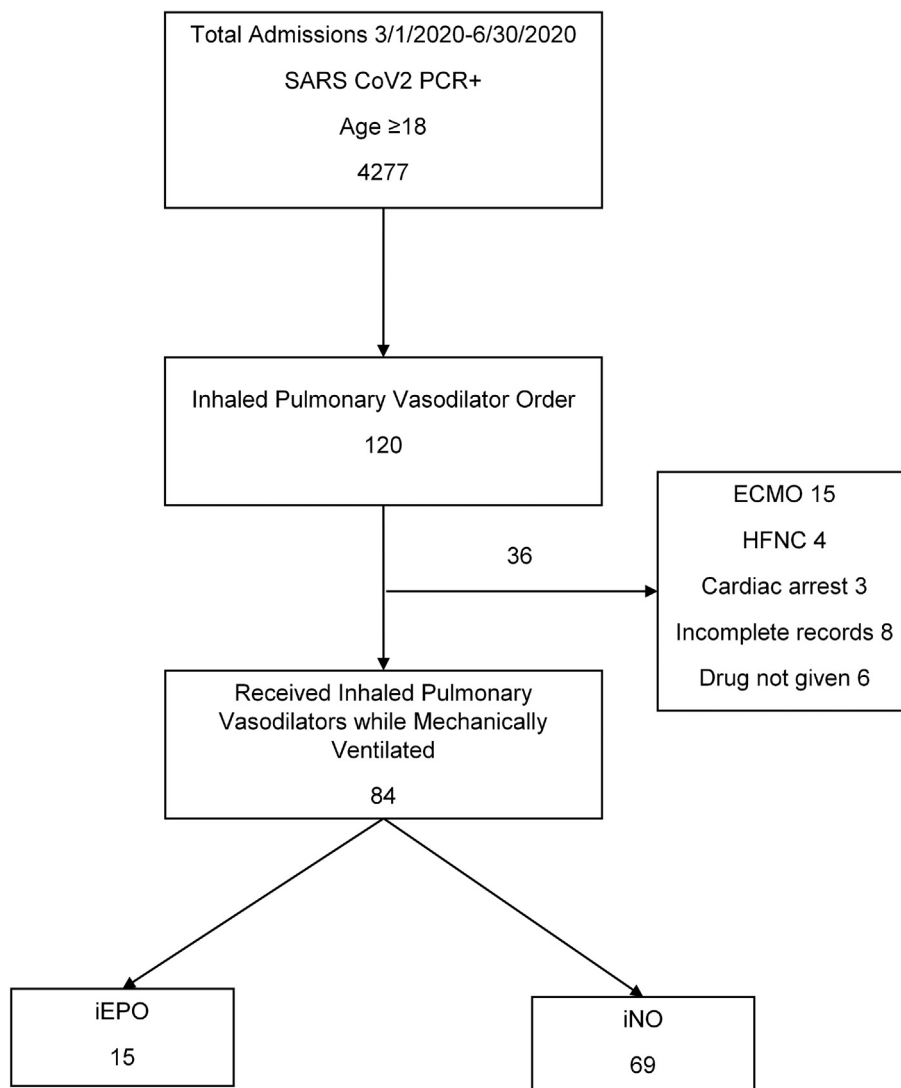 Total Admissions 3/1/2020-6/30/2020
SARS CoV2 PCR+
Age ≥18
4277
Inhaled Pulmonary Vasodilator Order
120
36
ECMO 15
HFNC 4
Cardiac arrest 3
Incomplete records 8
Drug not given 6
Received Inhaled Pulmonary
Vasodilators while Mechanically
Ventilated
84
iEPO
15
iNO
69